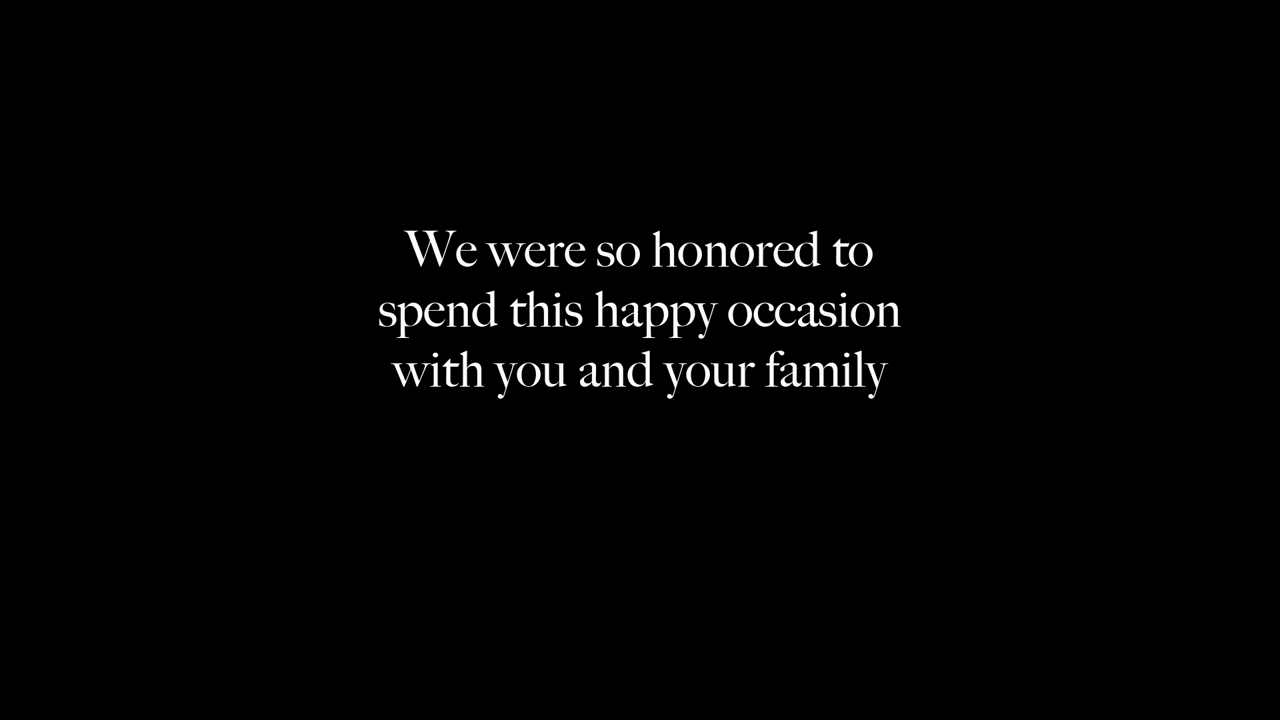 We were so honored to
spend this happy occasion
with you and your family